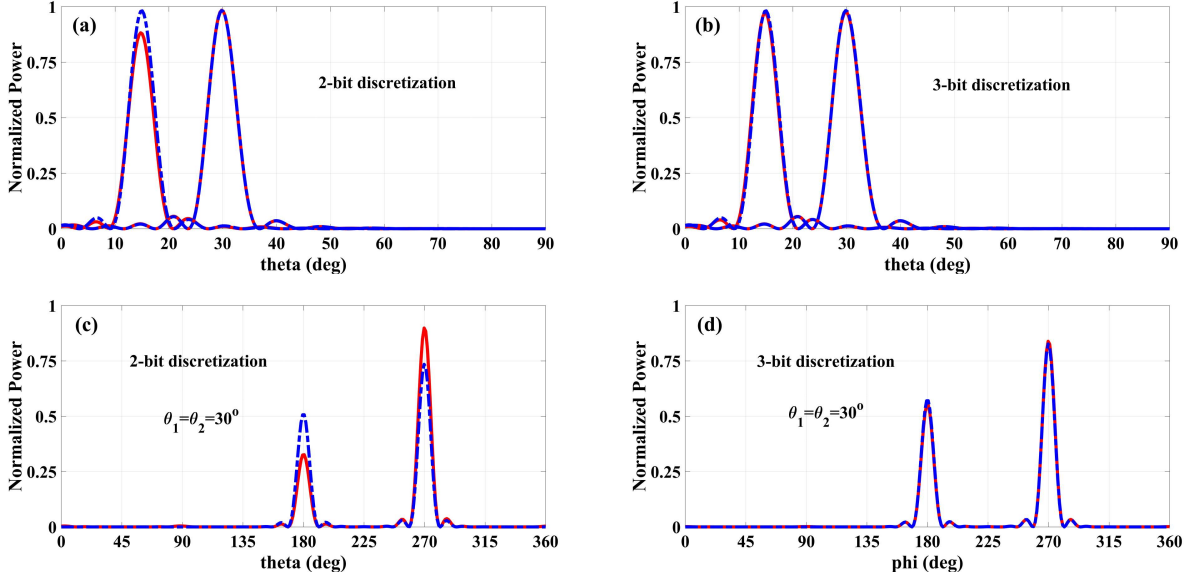 (a)
2-bit discretization
Normalized Power
1
0.75
0.5
0.25
0
0 10 20 30 40 50 60 70 80 90
theta (deg)
(b)
3-bit discretization
Normalized Power
1
0.75
0.5
0.25
0
0 10 20 30 40 50 60 70 80 90
theta (deg)
(c)
2-bit discretization
θ₁=θ₂=30°
Normalized Power
1
0.75
0.5
0.25
0
0 45 90 135 180 225 270 315 360
theta (deg)
(d)
3-bit discretization
θ₁=θ₂=30°
Normalized Power
1
0.75
0.5
0.25
0
0 45 90 135 180 225 270 315 360
phi (deg)